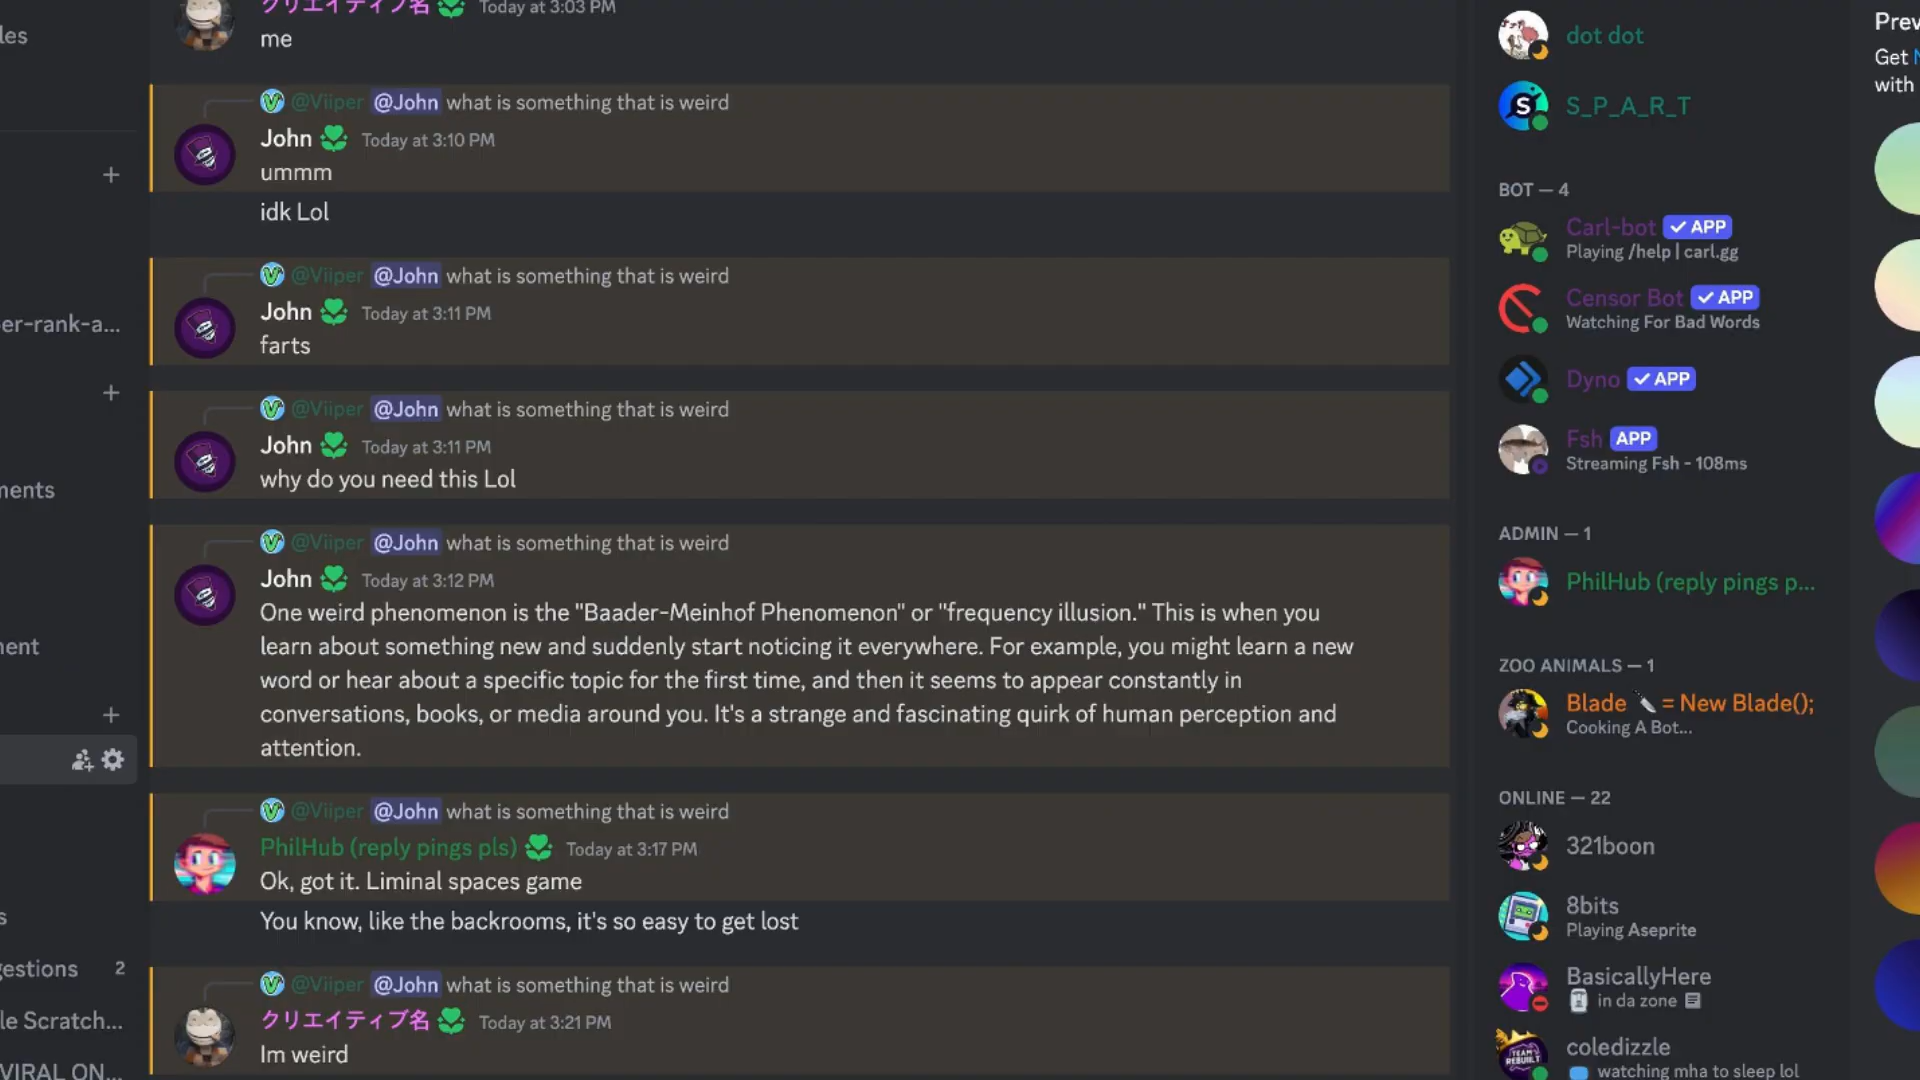 les
er-rank-a...
nents
nent
s
gestions 2
le Scratch...
VIRAL ON...
クリエイティブ名 Today at 3:03 PM
me
@Viiper @John what is something that is weird
John Today at 3:10 PM
ummm
idk Lol
@Viiper @John what is something that is weird
John Today at 3:11 PM
farts
@Viiper @John what is something that is weird
John Today at 3:11 PM
why do you need this Lol
@Viiper @John what is something that is weird
John Today at 3:12 PM
One weird phenomenon is the "Baader-Meinhof Phenomenon" or "frequency illusion." This is when you
learn about something new and suddenly start noticing it everywhere. For example, you might learn a new
word or hear about a specific topic for the first time, and then it seems to appear constantly in
conversations, books, or media around you. It's a strange and fascinating quirk of human perception and
attention.
@Viiper @John what is something that is weird
PhilHub (reply pings pls) Today at 3:17 PM
Ok, got it. Liminal spaces game
You know, like the backrooms, it's so easy to get lost
@Viiper @John what is something that is weird
クリエイティブ名 Today at 3:21 PM
Im weird
dot dot
S_P_A_R_T
BOT — 4
Carl-bot ✓ APP
Playing /help | carl.gg
Censor Bot ✓ APP
Watching For Bad Words
Dyno ✓ APP
Fsh APP
Streaming Fsh - 108ms
ADMIN — 1
PhilHub (reply pings p...
ZOO ANIMALS — 1
Blade 🔪 = New Blade();
Cooking A Bot...
ONLINE — 22
321boon
8bits
Playing Aseprite
BasicallyHere
in da zone
TEAM
REBUILT
coledizzle
watching mha to sleep lol
Prev
Get N
with